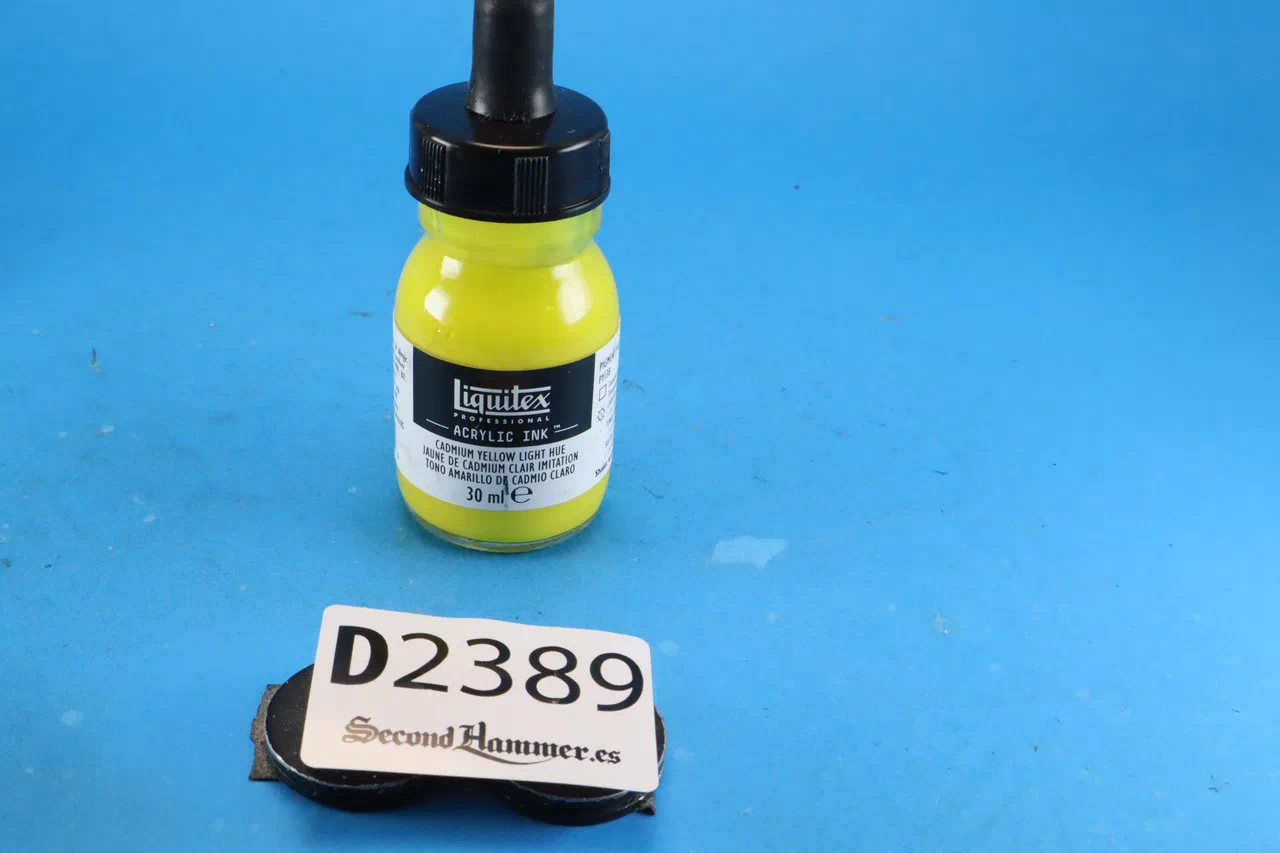 Liquitex
PROFESSIONAL
ACRYLIC INK™
CADMIUM YELLOW LIGHT HUE
JAUNE DE CADMIUM CLAIR IMITATION
TONO AMARILLO DE CADMIO CLARO
30 ml e
D2389
SecondHammer.es